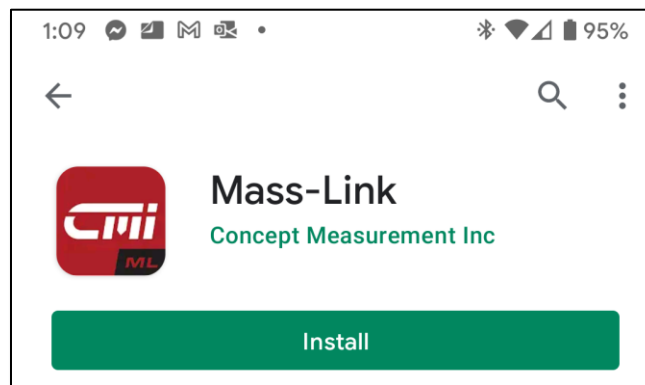 1:09 95%
Mass-Link
CMI
Concept Measurement Inc
ML
Install